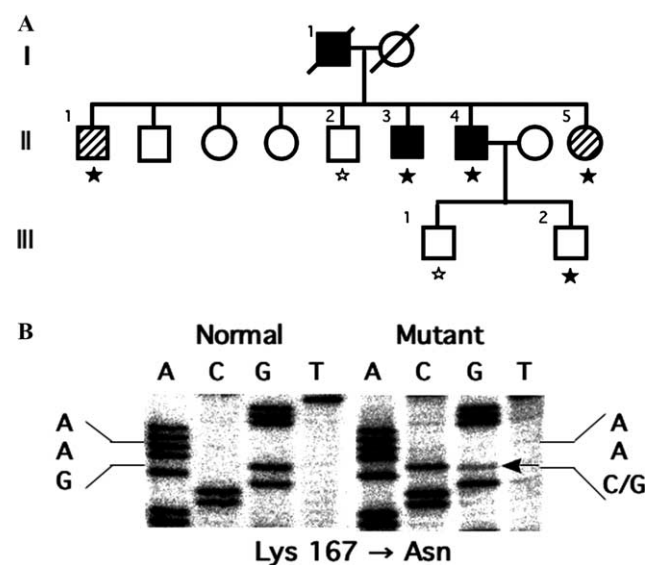 A
I
1
II
1
2
3
4
5
III
1
2
B
Normal Mutant
A C G T A C G T
A A
A A
G C/G
Lys 167 → Asn